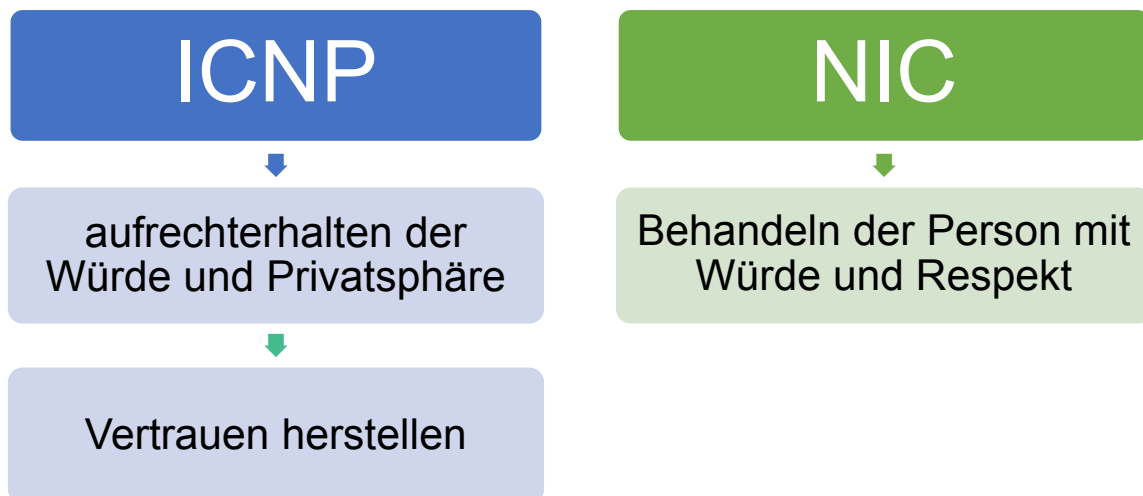 ICNP
aufrechterhalten der
Würde und Privatsphäre
Vertrauen herstellen
NIC
Behandeln der Person mit
Würde und Respekt